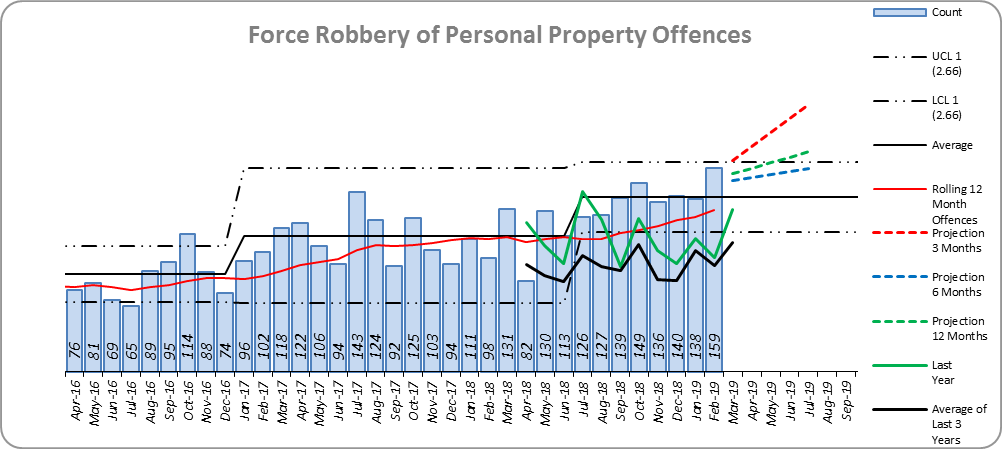 Force Robbery of Personal Property Offences
Count
UCL 1
(2.66)
LCL 1
(2.66)
Average
Rolling 12
Month
Offences
Projection
3 Months
Projection
6 Months
Projection
12 Months
Last
Year
Average of
Last 3
Years
76
81
69
65
89
95
114
88
74
96
102
118
122
106
94
143
124
92
125
103
94
111
98
131
82
130
113
126
127
139
149
136
140
138
159
Apr-16
May-16
Jun-16
Jul-16
Aug-16
Sep-16
Oct-16
Nov-16
Dec-16
Jan-17
Feb-17
Mar-17
Apr-17
May-17
Jun-17
Jul-17
Aug-17
Sep-17
Oct-17
Nov-17
Dec-17
Jan-18
Feb-18
Mar-18
Apr-18
May-18
Jun-18
Jul-18
Aug-18
Sep-18
Oct-18
Nov-18
Dec-18
Jan-19
Feb-19
Mar-19
Apr-19
May-19
Jun-19
Jul-19
Aug-19
Sep-19